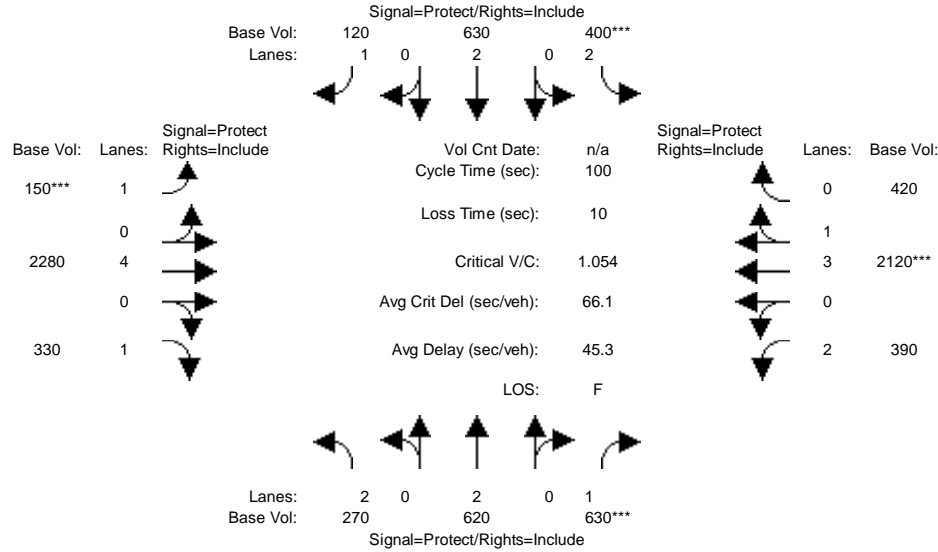 Signal=Protect/Rights=Include
Base Vol: 120 630 400***
Lanes: 1 0 2 0 2
Signal=Protect Signal=Protect
Base Vol: Lanes: Rights=Include Vol Cnt Date: n/a Rights=Include Lanes: Base Vol:
Cycle Time (sec): 100
150*** 1 0 420
Loss Time (sec): 10
0 1
2280 4 Critical V/C: 1.054 3 2120***
0 Avg Crit Del (sec/veh): 66.1 0
330 1 Avg Delay (sec/veh): 45.3 2 390
LOS: F
Lanes: 2 0 2 0 1
Base Vol: 270 620 630***
Signal=Protect/Rights=Include